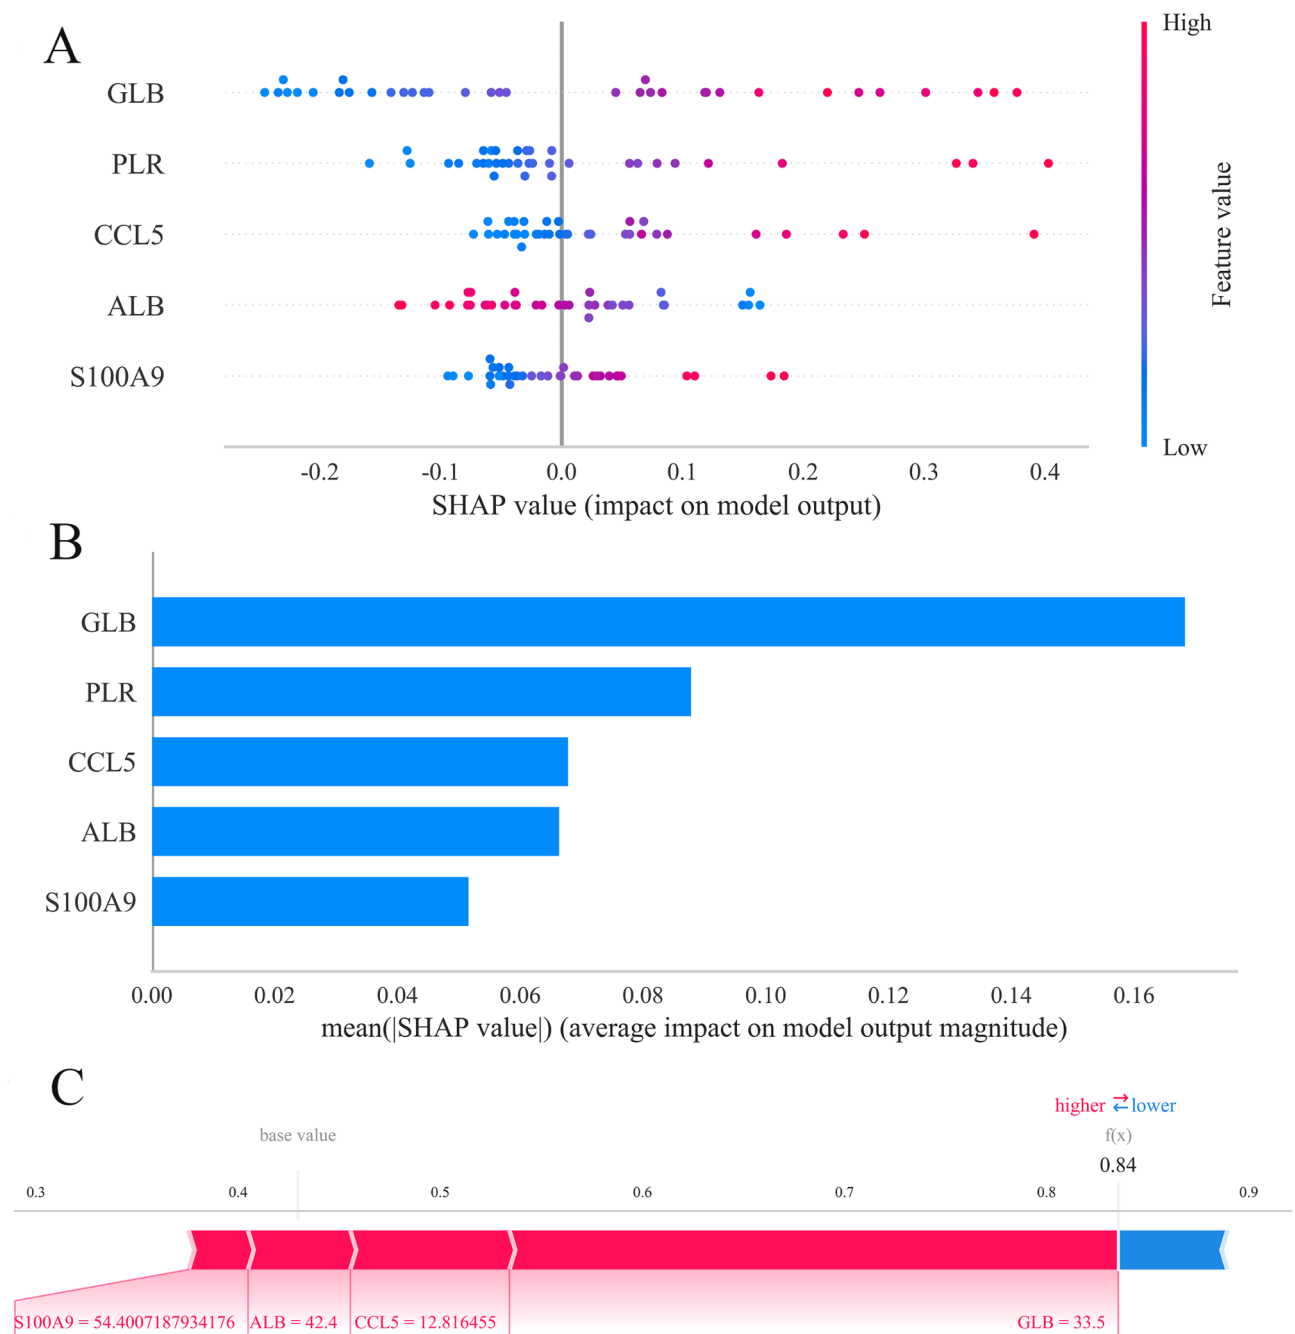 A
High
GLB
PLR
CCL5
ALB
S100A9
Feature value
Low
-0.2 -0.1 0.0 0.1 0.2 0.3 0.4
SHAP value (impact on model output)
B
GLB
PLR
CCL5
ALB
S100A9
0.00 0.02 0.04 0.06 0.08 0.10 0.12 0.14 0.16
mean(|SHAP value|) (average impact on model output magnitude)
C
higher ⇄ lower
base value f(x)
0.84
0.3 0.4 0.5 0.6 0.7 0.8 0.9
S100A9 = 54.4007187934176 ALB = 42.4 CCL5 = 12.816455 GLB = 33.5